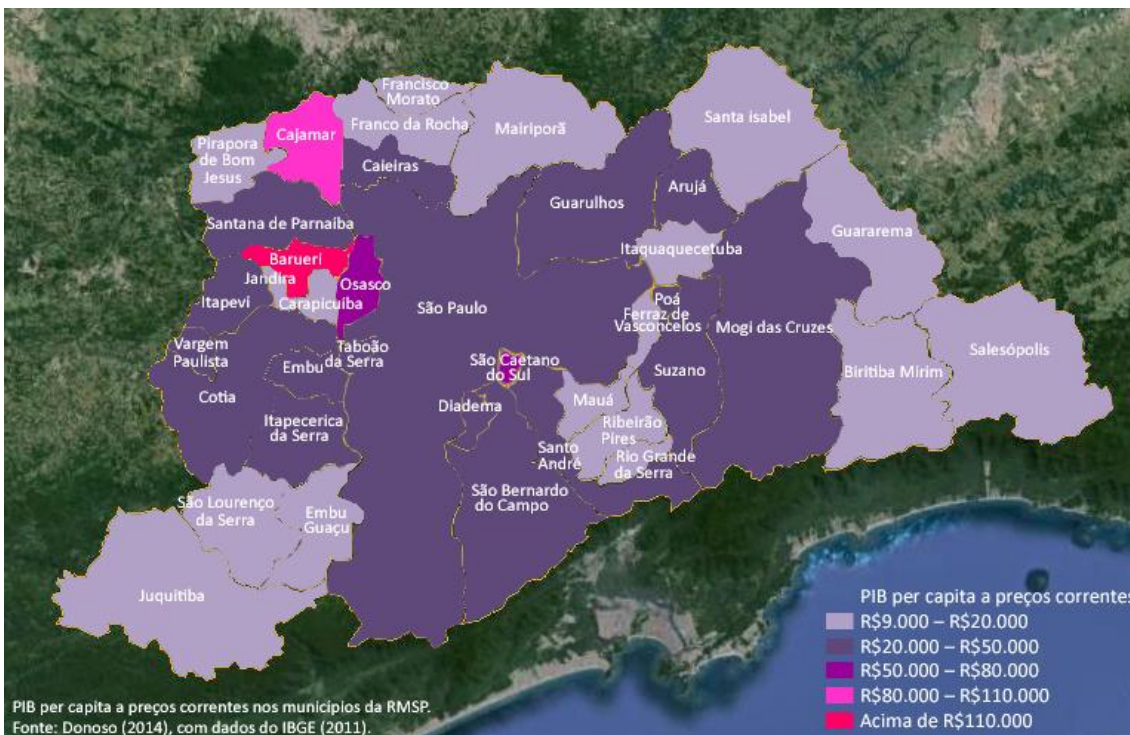 Francisco
Morato
Franco da Rocha
Mairiporã
Santa isabel
Cajamar
Pirapora
de Bom
Jesus
Caieiras
Guarulhos
Arujá
Santana de Parnaíba
Guararema
Itaquaquecetuba
Barueri
Jandira
Osasco
Carapicuíba
Itapevi
São Paulo
Poá
Ferraz de
Vasconcelos
Mogi das Cruzes
Vargem
Paulista
Taboão
da Serra
Embu
São Caetano
do Sul
Suzano
Salesópolis
Biritiba Mirim
Cotia
Diadema
Mauá
Itapecerica
da Serra
Ribeirão
Pires
Santo
André
Rio Grande
da Serra
São Bernardo
do Campo
São Lourenço
da Serra
Embu
Guaçu
Juquitiba
PIB per capita a preços correntes
R$9.000 – R$20.000
R$20.000 – R$50.000
R$50.000 – R$80.000
R$80.000 – R$110.000
Acima de R$110.000
PIB per capita a preços correntes nos municípios da RMSP.
Fonte: Donoso (2014), com dados do IBGE (2011).